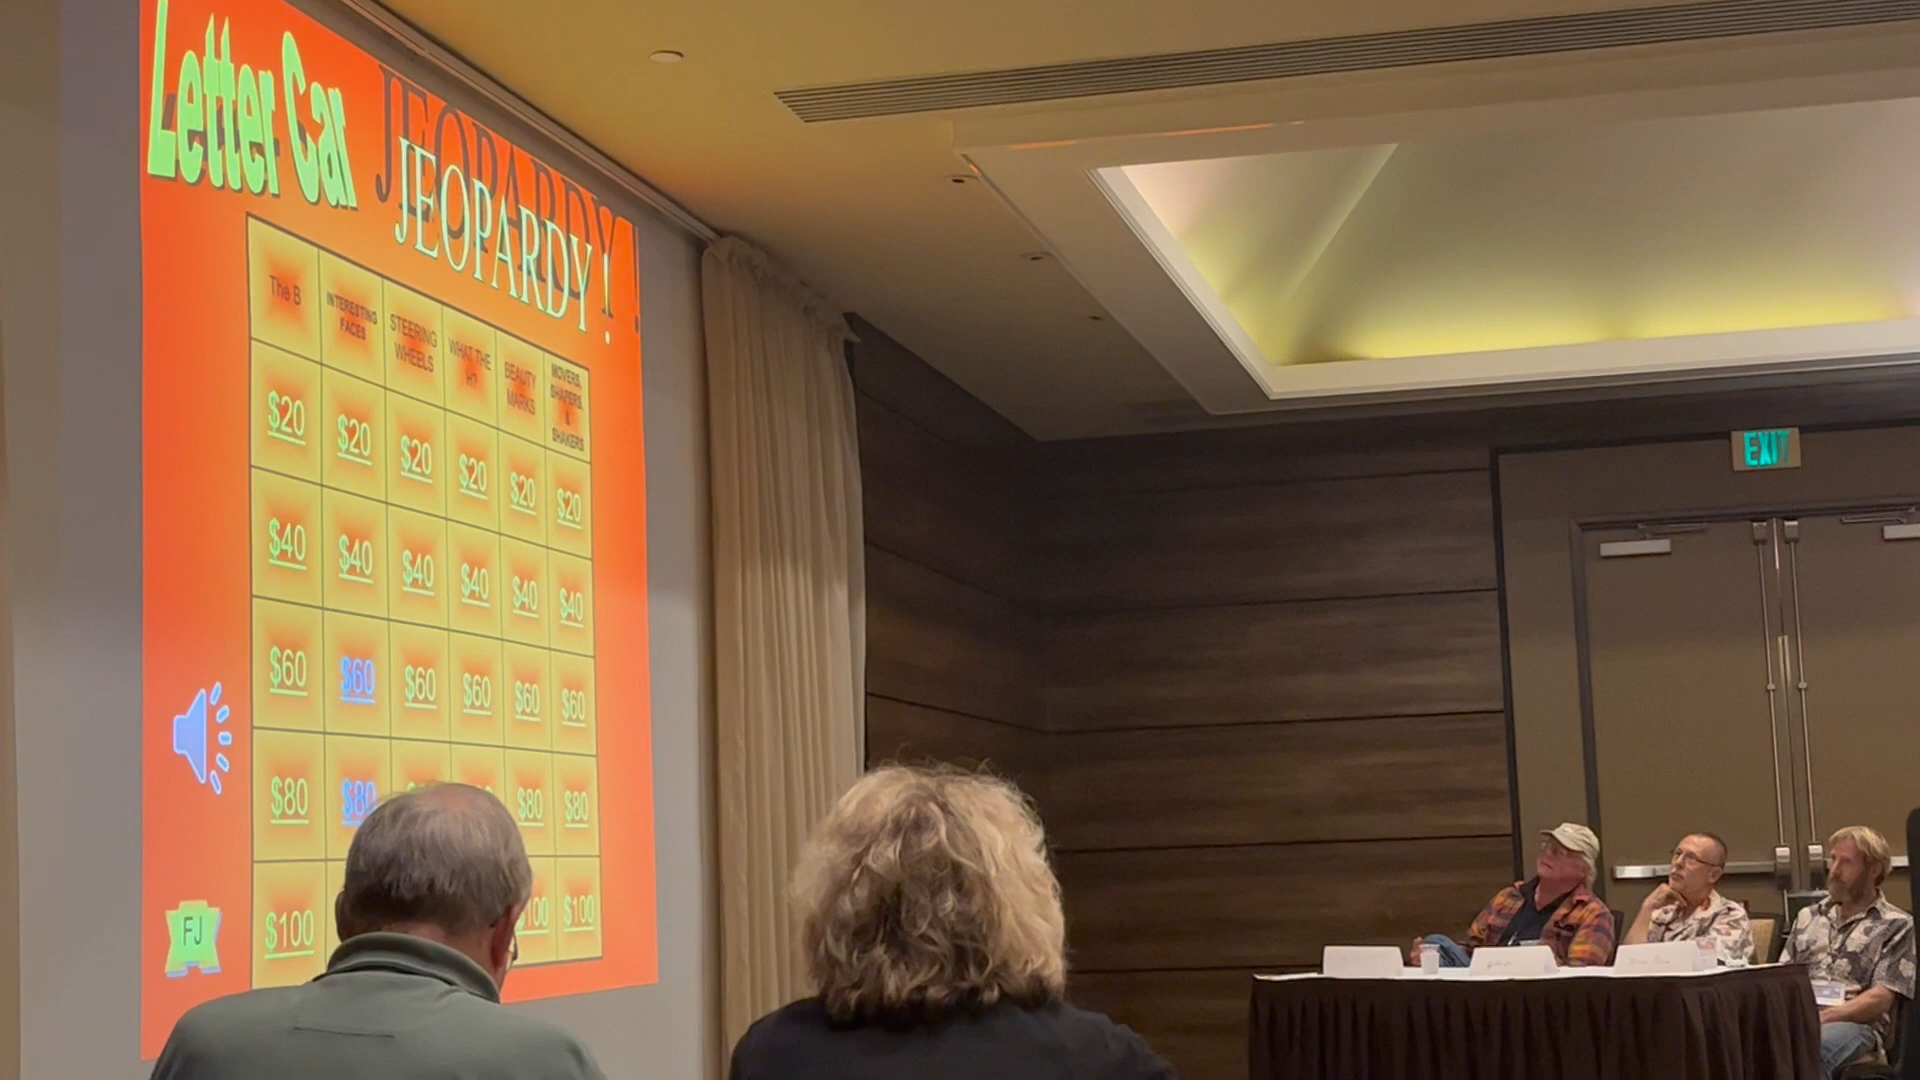 Letter Car
JEOPARDY !
The B
INTERESTING
FACES
STEERING
WHEELS
WHAT THE
H?
BEAUTY
MARKS
MOVERS,
SHAPERS,
&
SHAKERS
$20 $20 $20 $20 $20 $20
$40 $40 $40 $40 $40 $40
$60 $60 $60 $60 $60 $60
$80 $80 $80 $80
$100 $100 $100
FJ
EXIT